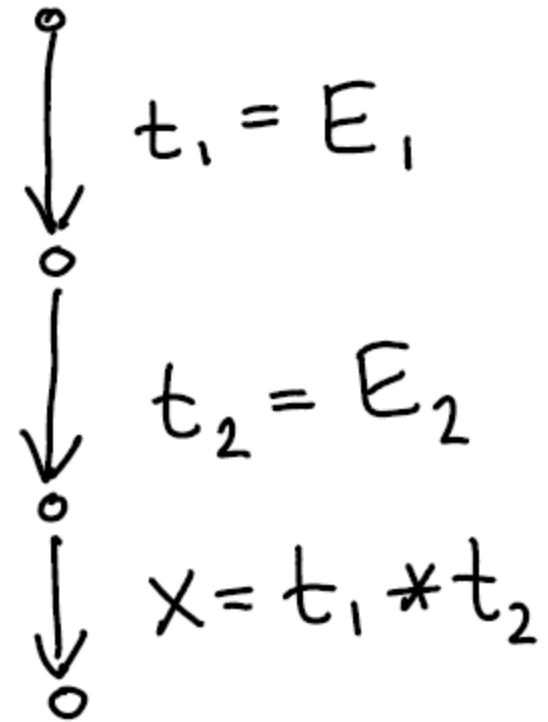 t₁ = E₁
t₂ = E₂
x = t₁ * t₂